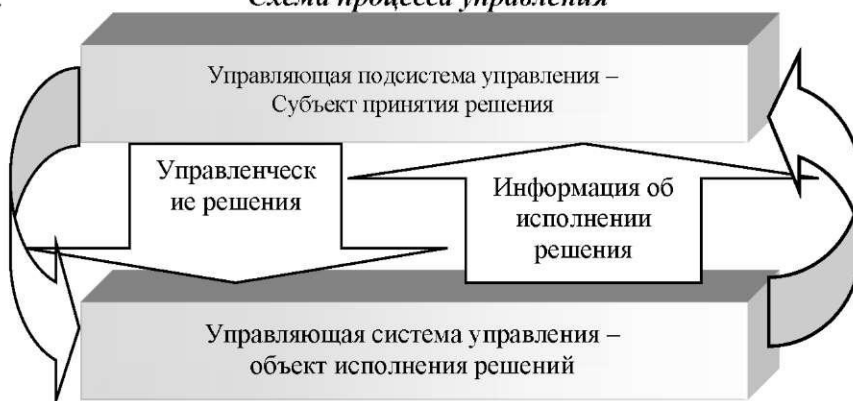 Схема процесса управления
Управляющая подсистема управления –
Субъект принятия решения
Управленческ
ие решения
Информация об
исполнении
решения
Управляющая система управления –
объект исполнения решений